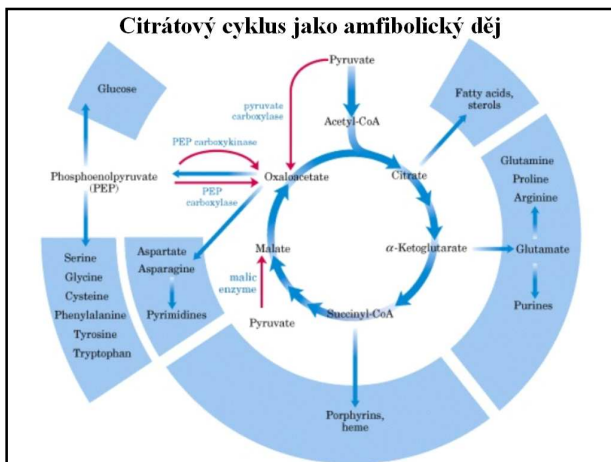 Citrátový cyklus jako amfibolický děj
Glucose
Pyruvate
pyruvate
carboxylase
Acetyl-CoA
Fatty acids,
sterols
PEP carboxykinase
Phosphoenolpyruvate
(PEP)
PEP
carboxylase
Oxaloacetate
Citrate
Glutamine
Proline
Arginine
Serine
Glycine
Cysteine
Phenylalanine
Tyrosine
Tryptophan
Aspartate
Asparagine
Pyrimidines
Malate
malic
enzyme
Pyruvate
α-Ketoglutarate
Glutamate
Purines
Succinyl-CoA
Porphyrins,
heme